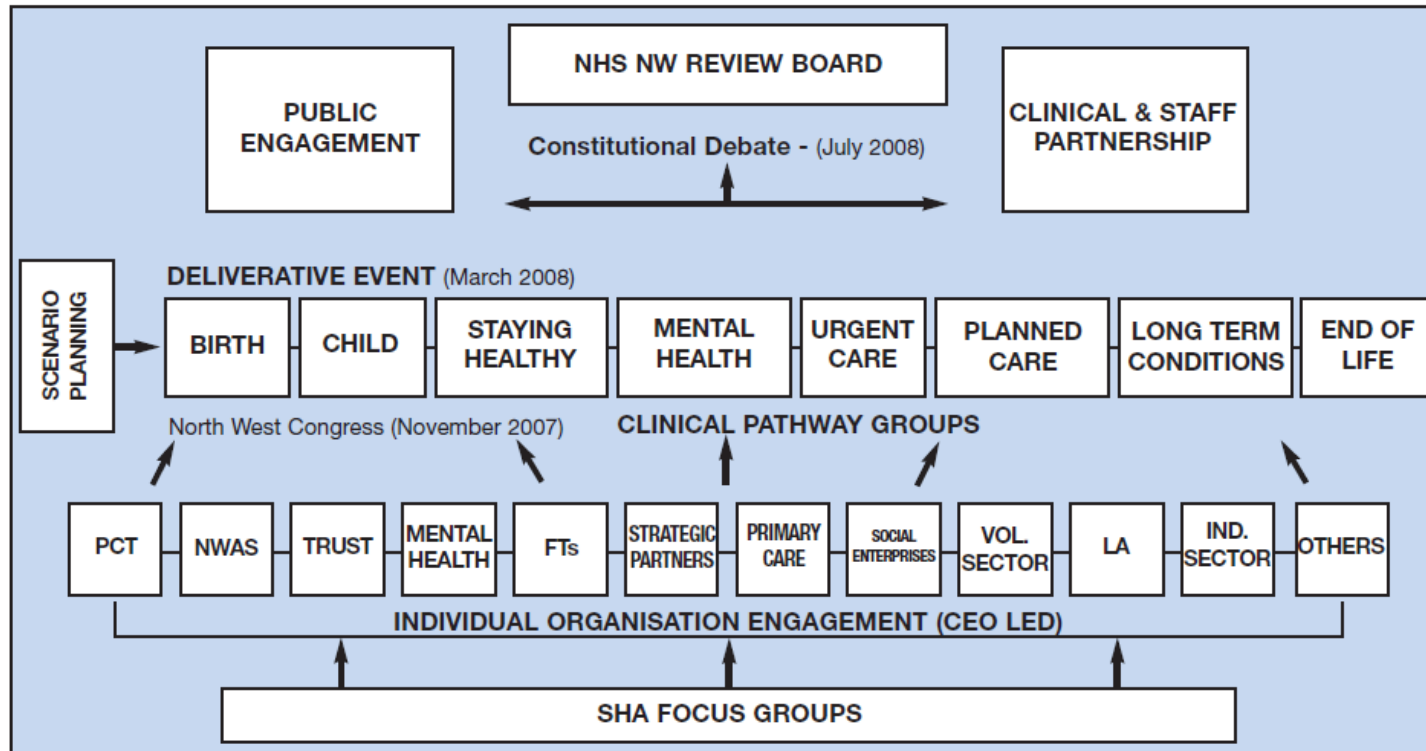 NHS NW REVIEW BOARD
PUBLIC
ENGAGEMENT
CLINICAL & STAFF
PARTNERSHIP
Constitutional Debate - (July 2008)
SCENARIO
PLANNING
DELIVERATIVE EVENT (March 2008)
BIRTH
CHILD
STAYING
HEALTHY
MENTAL
HEALTH
URGENT
CARE
PLANNED
CARE
LONG TERM
CONDITIONS
END OF
LIFE
North West Congress (November 2007)
CLINICAL PATHWAY GROUPS
PCT
NWAS
TRUST
MENTAL
HEALTH
FTs
STRATEGIC
PARTNERS
PRIMARY
CARE
SOCIAL
ENTERPRISES
VOL.
SECTOR
LA
IND.
SECTOR
OTHERS
INDIVIDUAL ORGANISATION ENGAGEMENT (CEO LED)
SHA FOCUS GROUPS